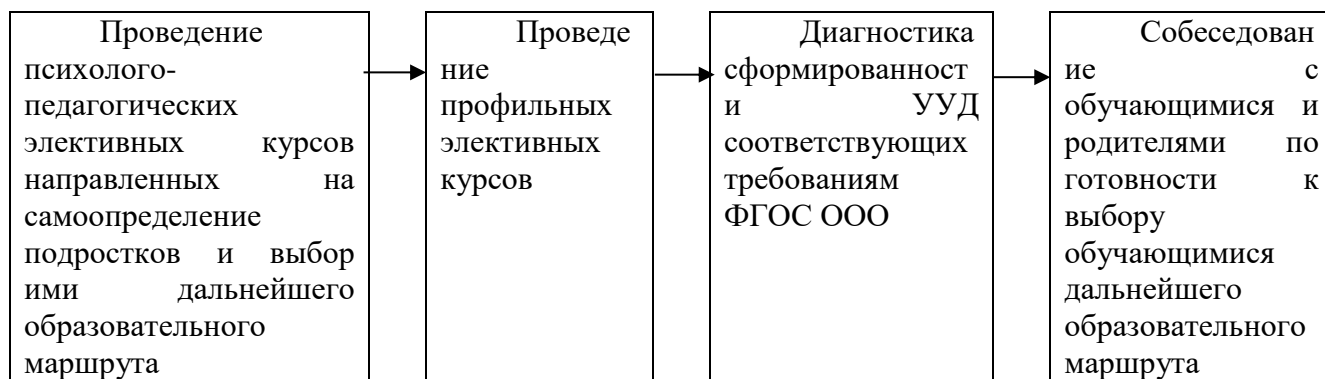 Проведение
психолого-
педагогических
элективных курсов
направленных на
самоопределение
подростков и выбор
ими дальнейшего
образовательного
маршрута
Проведе
ние
профильных
элективных
курсов
Диагностика
сформированност
и УУД
соответствующих
требованиям
ФГОС ООО
Собеседован
ие с
обучающимися и
родителями по
готовности к
выбору
обучающимися
дальнейшего
образовательного
маршрута